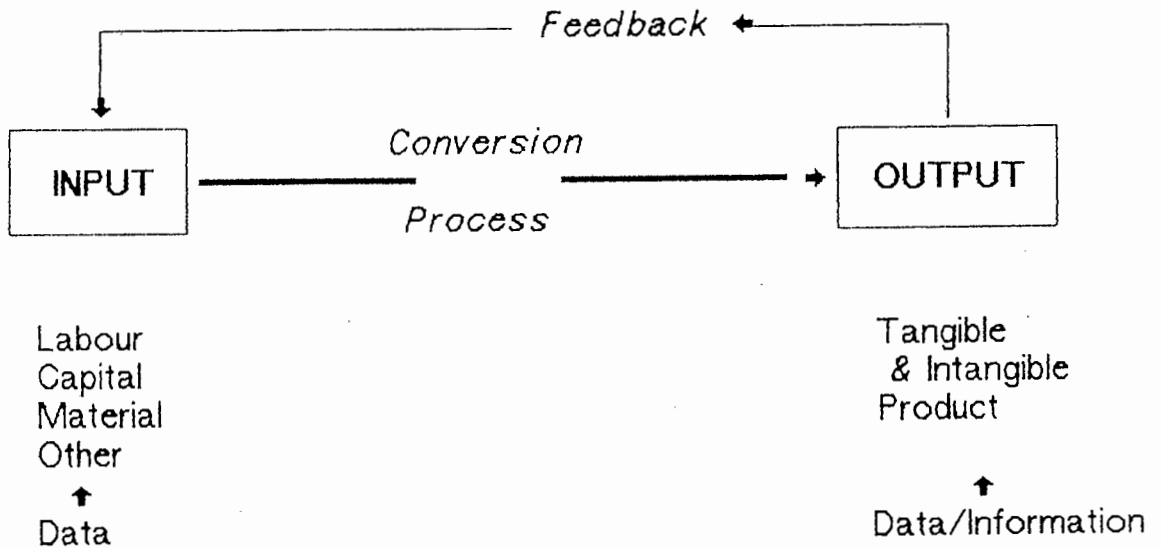 Feedback
Conversion
INPUT
OUTPUT
Process
Labour
Capital
Material
Other
Data
Tangible
& Intangible
Product
Data/Information